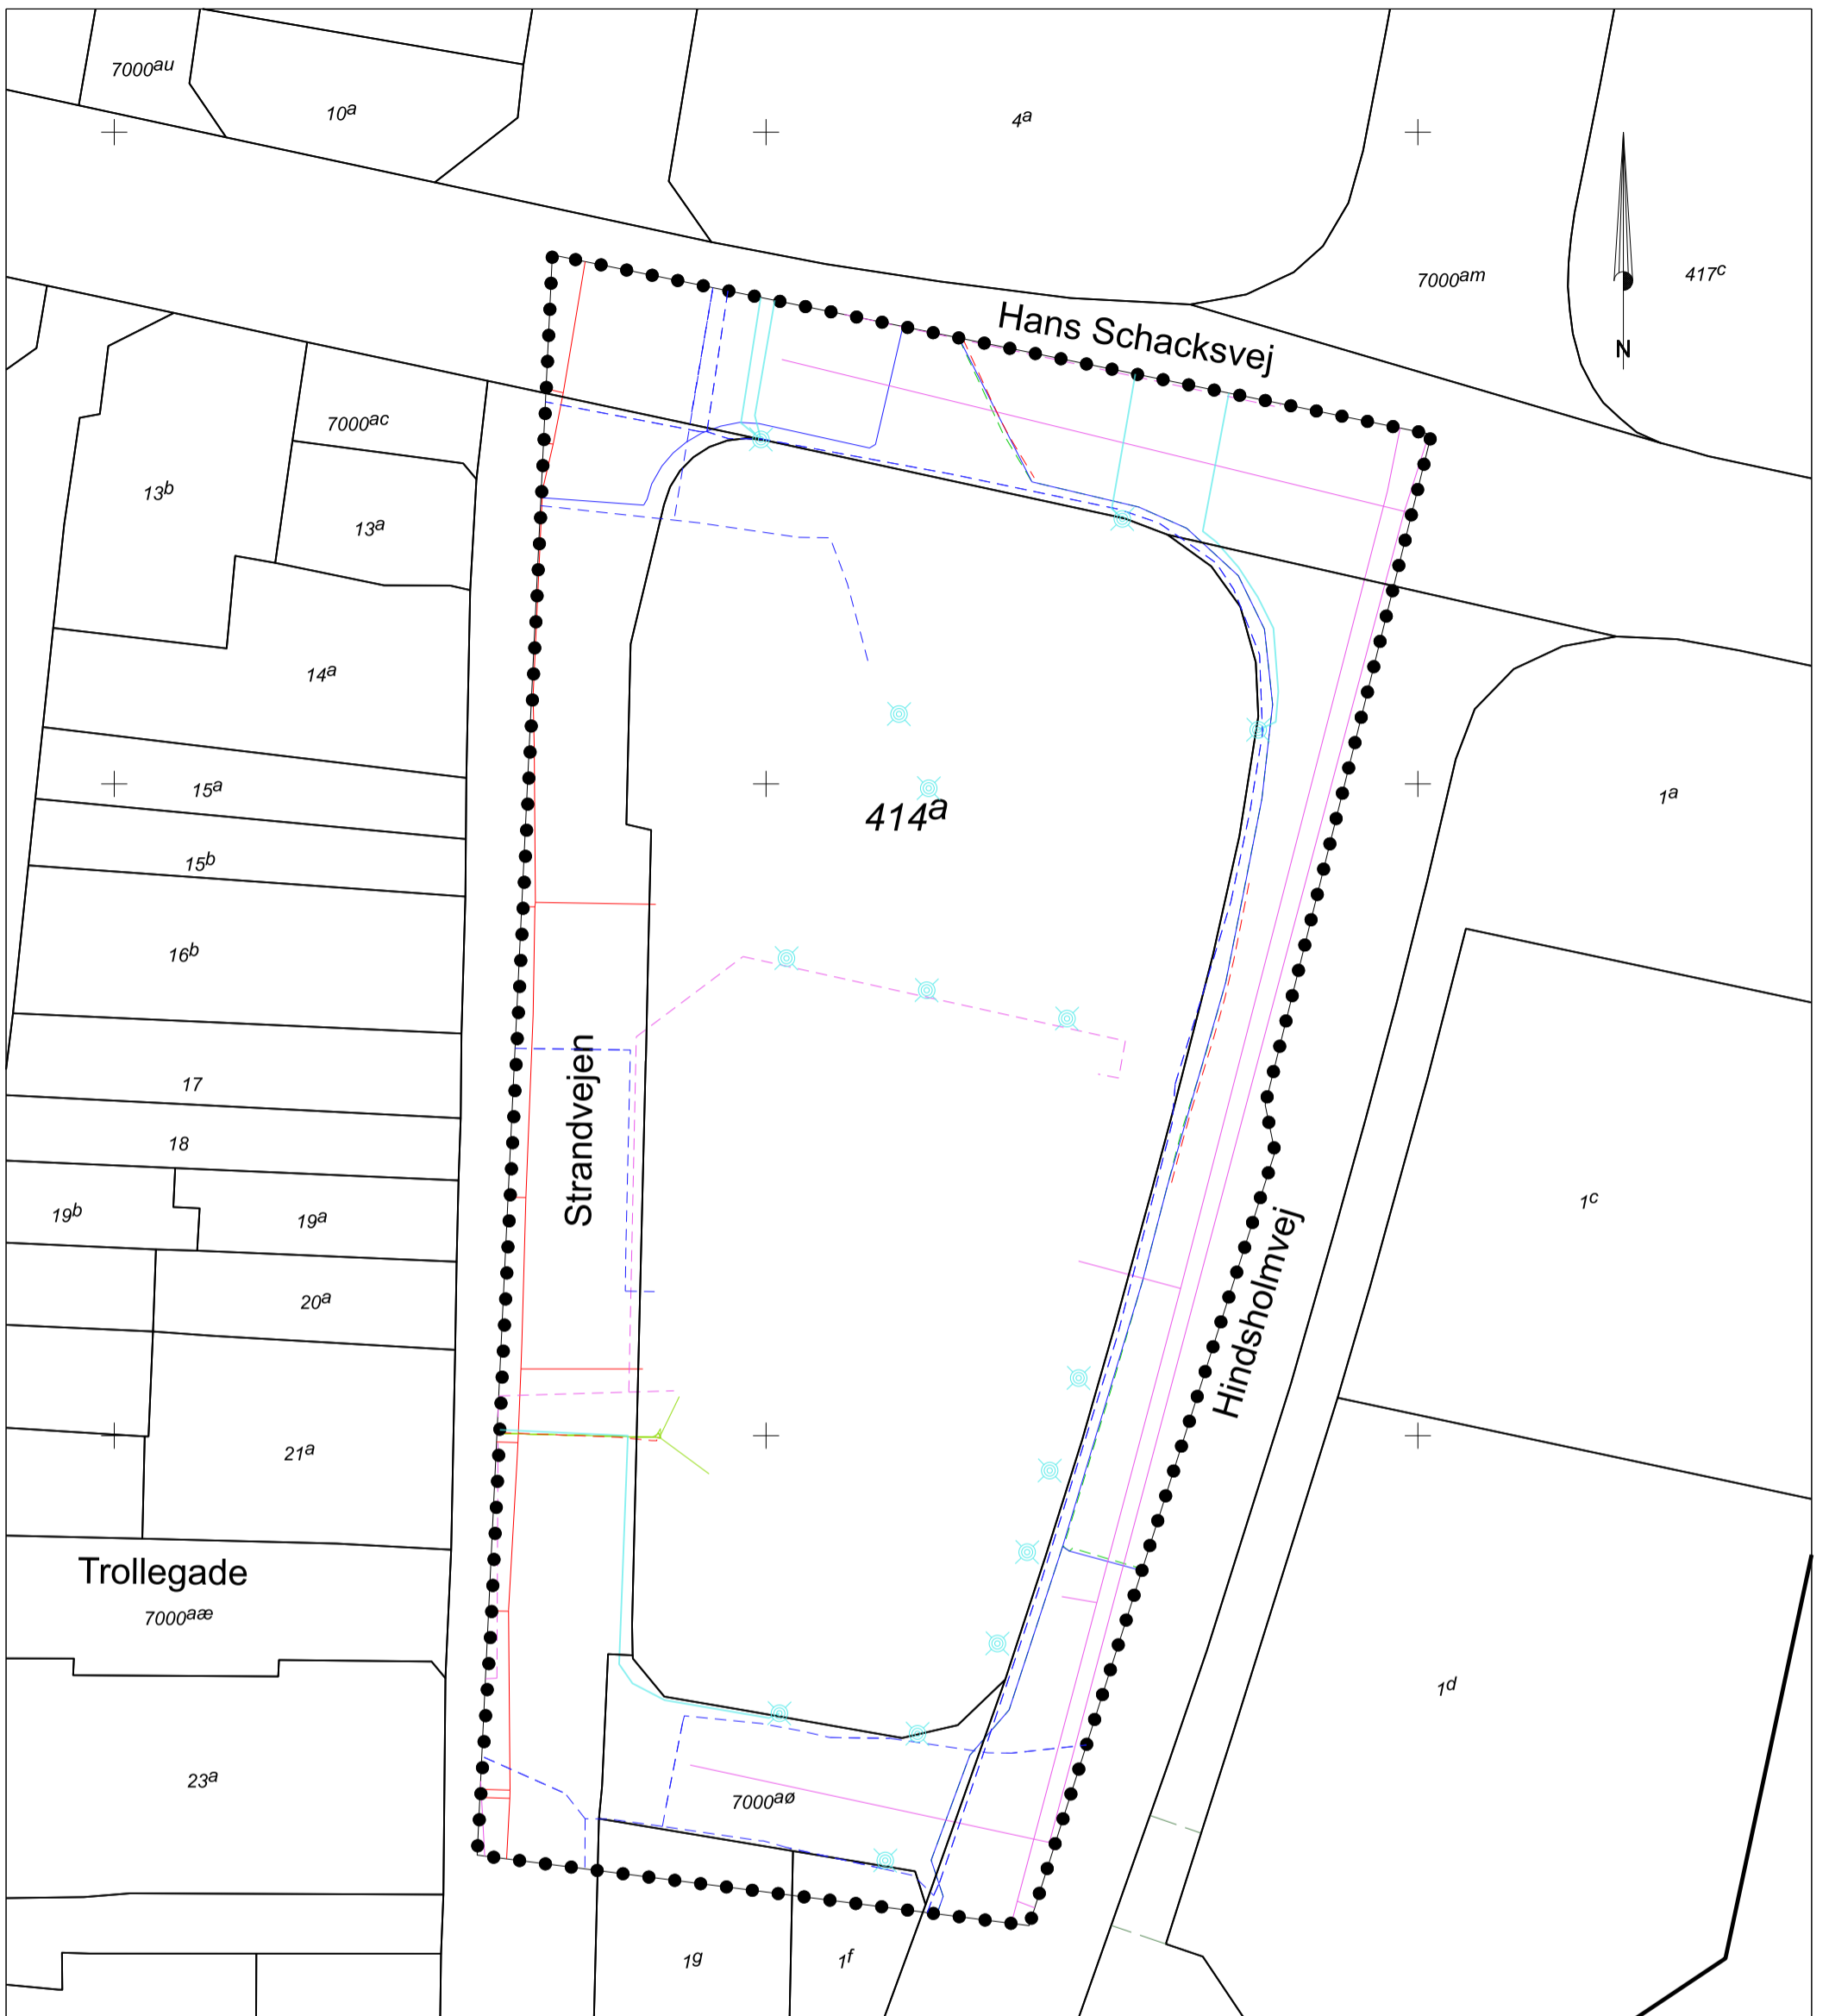 7000au
10a
4a
7000am
417c
Hans Schacksvej
N
7000ac
13b
13a
14a
15a
414a
1a
15b
16b
Strandvejen
17
18
19b
19a
1c
20a
Hindsholmvej
21a
Trollegade
7000aæ
1d
23a
7000aø
1g
1f